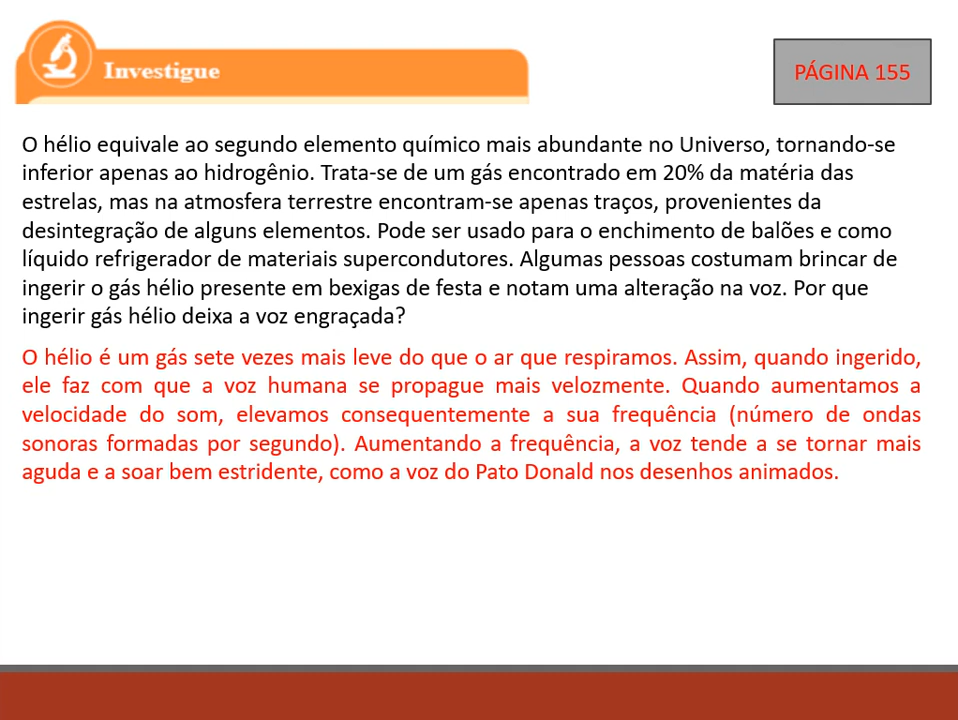 Investigue
PÁGINA 155
O hélio equivale ao segundo elemento químico mais abundante no Universo, tornando-se
inferior apenas ao hidrogênio. Trata-se de um gás encontrado em 20% da matéria das
estrelas, mas na atmosfera terrestre encontram-se apenas traços, provenientes da
desintegração de alguns elementos. Pode ser usado para o enchimento de balões e como
líquido refrigerador de materiais supercondutores. Algumas pessoas costumam brincar de
ingerir o gás hélio presente em bexigas de festa e notam uma alteração na voz. Por que
ingerir gás hélio deixa a voz engraçada?
O hélio é um gás sete vezes mais leve do que o ar que respiramos. Assim, quando ingerido,
ele faz com que a voz humana se propague mais velozmente. Quando aumentamos a
velocidade do som, elevamos consequentemente a sua frequência (número de ondas
sonoras formadas por segundo). Aumentando a frequência, a voz tende a se tornar mais
aguda e a soar bem estridente, como a voz do Pato Donald nos desenhos animados.